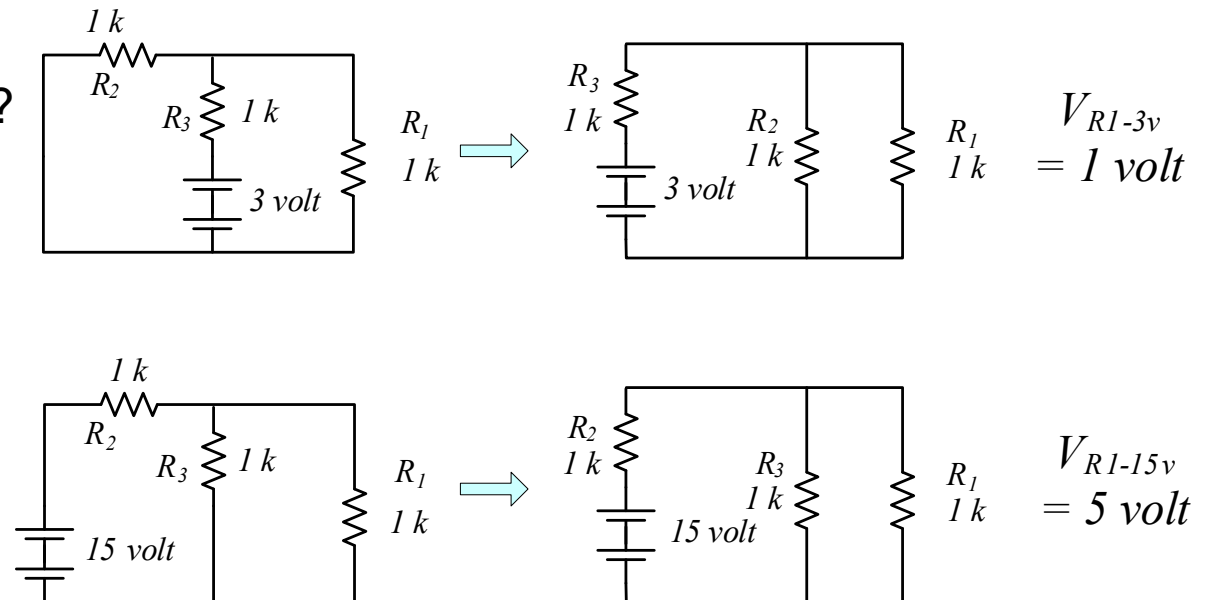 ?
1 k
R2
R3
1 k
3 volt
R1
1 k
R3
1 k
3 volt
R2
1 k
R1
1 k
VR1-3v
= 1 volt
1 k
R2
15 volt
R3
1 k
R1
1 k
R2
1 k
15 volt
R3
1 k
R1
1 k
VR1-15v
= 5 volt